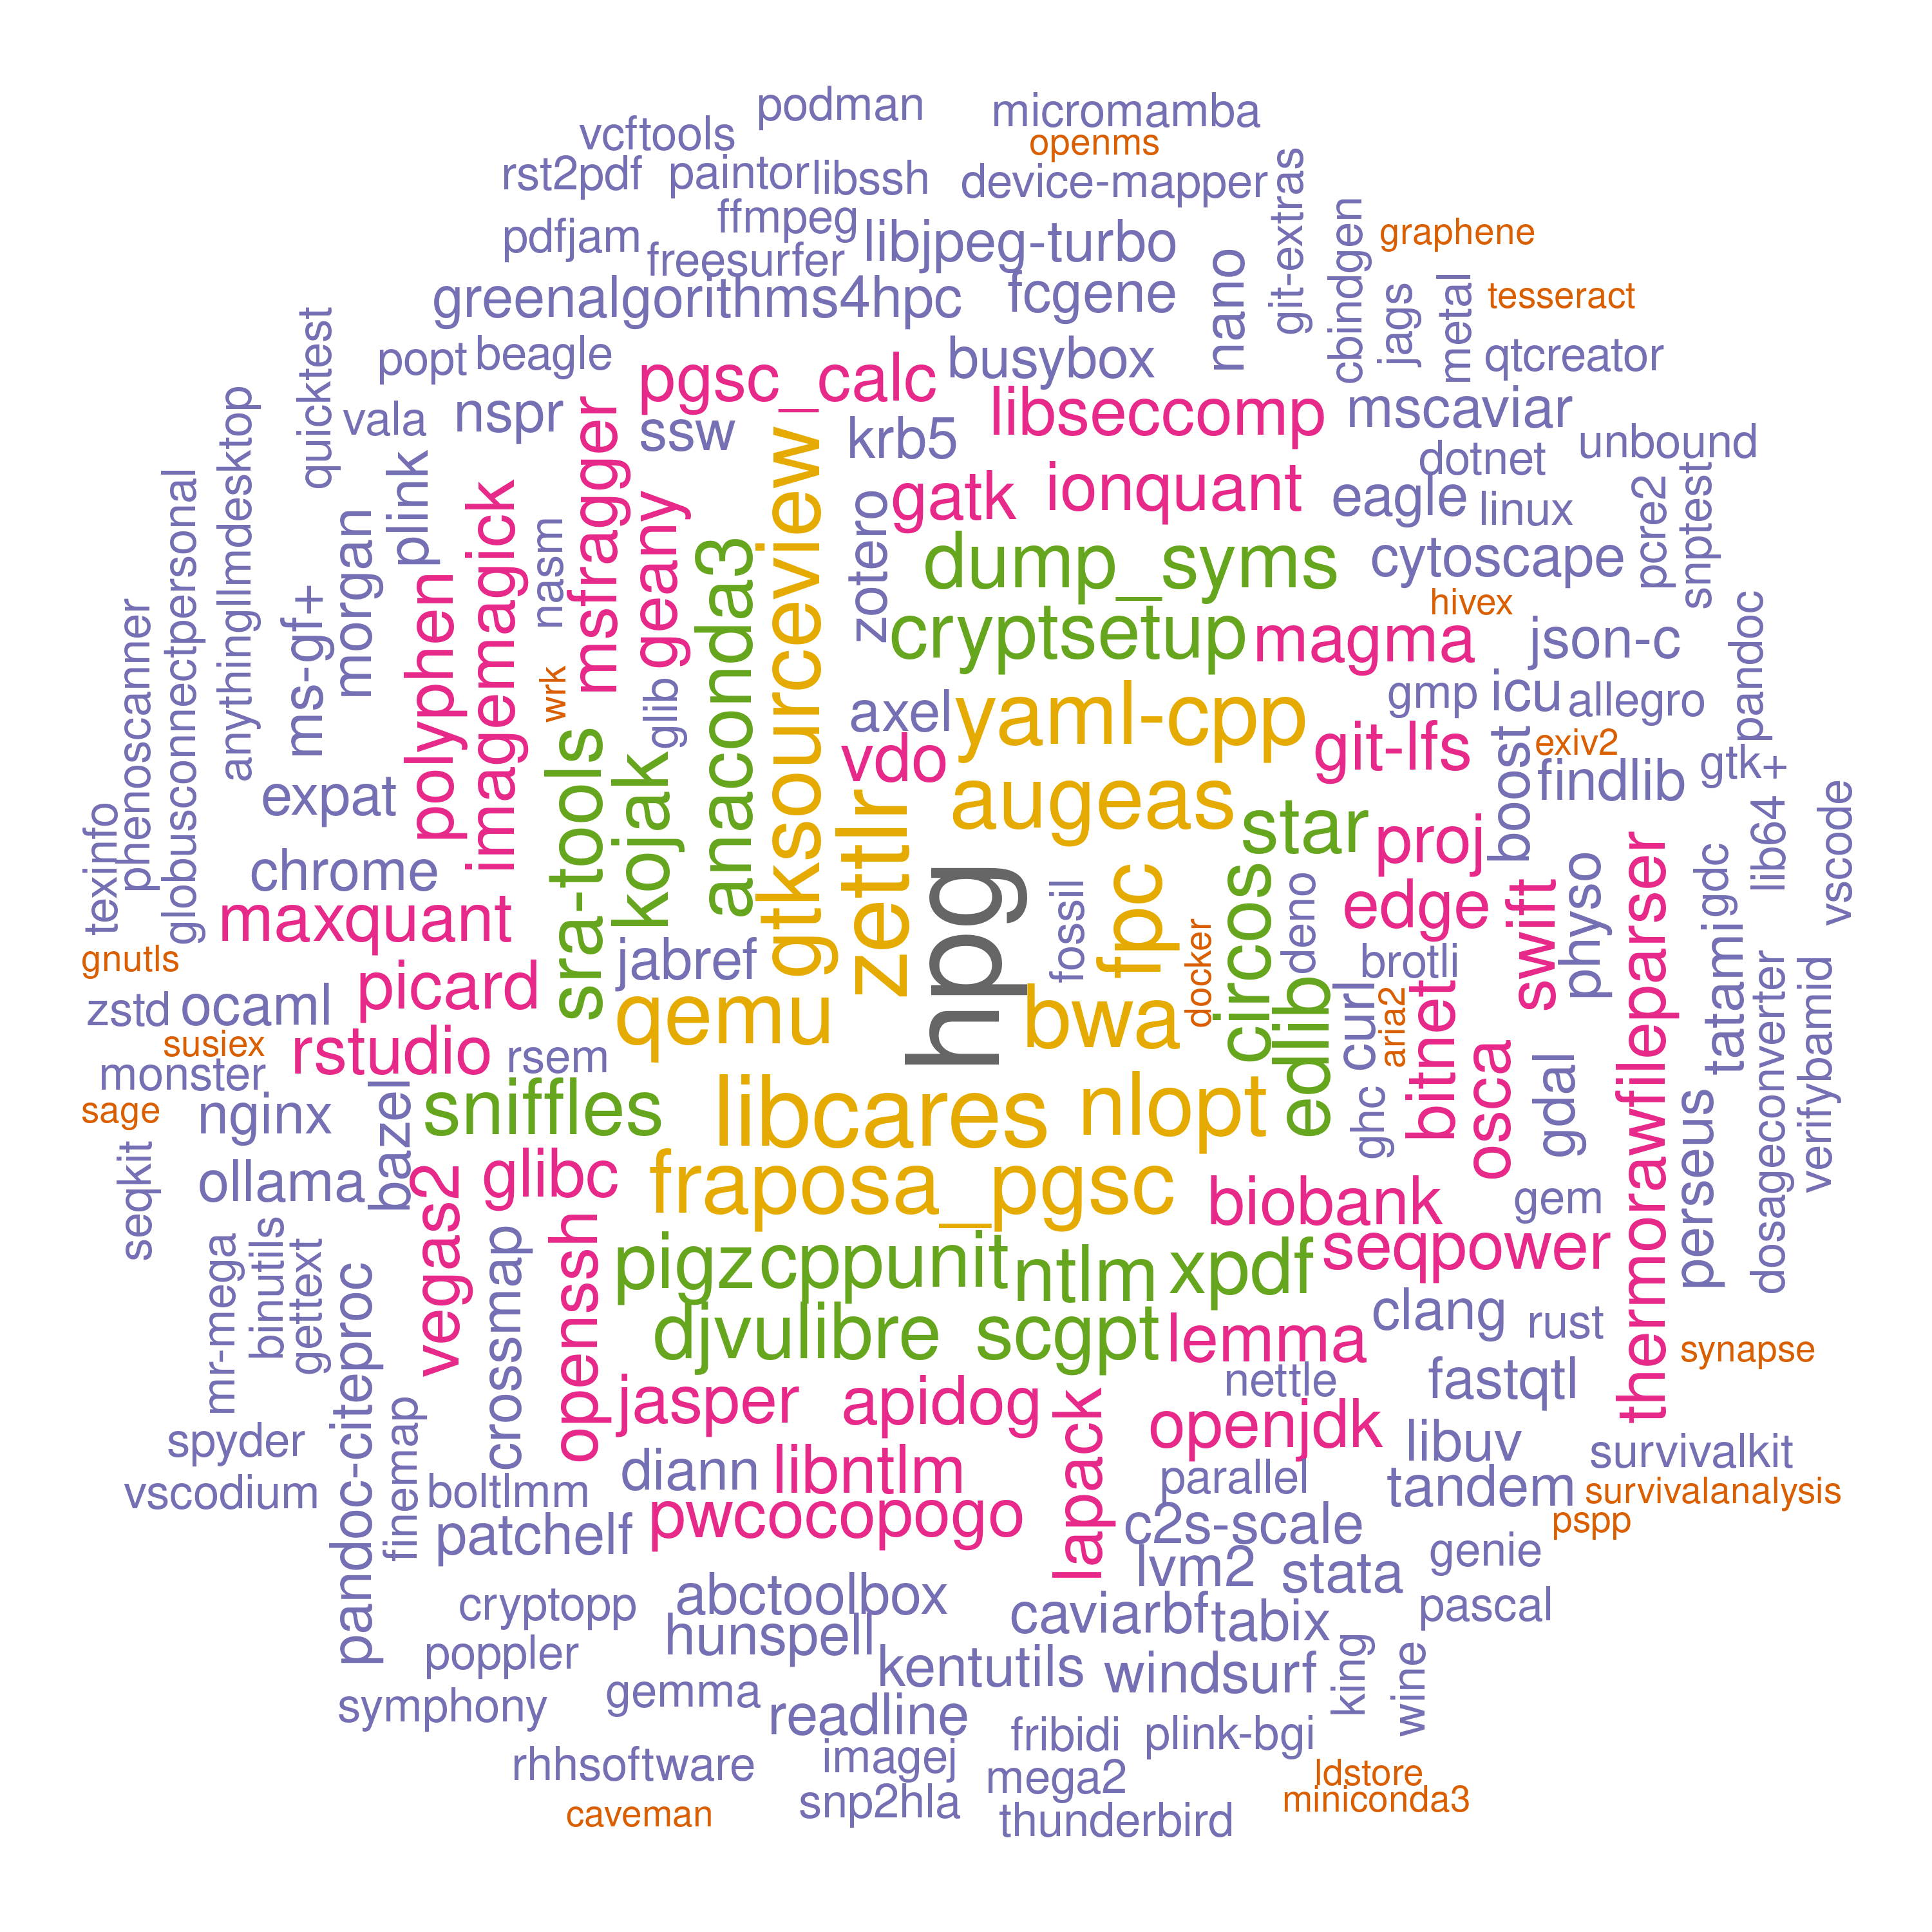 podman
micromamba
vcftools
openms
rst2pdf
paintor
libssh
device-mapper
git-extras
ffmpeg
pdfjam
libjpeg-turbo
cbindgen
graphene
freesurfer
greenalgorithms4hpc
fcgene
nano
jags
metal
tesseract
quicktest
popt
beagle
pgsc_calc
busybox
qtcreator
anythingllmdesktop
vala
nspr
msfragger
ssw
krb5
libseccomp
mscaviar
unbound
globusconnectpersonal
plink
imagemagick
geany
gtksourceview
zotero
gatk
ionquant
dotnet
eagle
linux
pcre2
snptest
morgan
nasm
anaconda3
dump_syms
cytoscape
phenoscanner
ms-gf+
polyphen
hivex
pandoc
cryptsetup
magma
json-c
wrk
glib
axel
yaml-cpp
gmp
icu
allegro
sra-tools
kojak
vdo
git-lfs
boost
exiv2
findlib
gtk+
expat
zettlr
augeas
star
proj
lib64
vscode
texinfo
chrome
hpg
fossil
fpc
circos
deno
edge
swift
physo
thermorawfileparser
gdc
maxquant
gnutls
jabref
docker
brotli
tatami
dosageconverter
verifybamid
zstd
ocaml
picard
qemu
bwa
edlib
curl
aria2
bitnet
susiex
rstudio
rsem
osca
gdal
monster
sage
nginx
bazel
sniffles
libcares
nlopt
ghc
perseus
seqkit
ollama
vegas2
glibc
fraposa_pgsc
biobank
gem
mr-mega
binutils
gettext
pandoc-citeproc
crossmap
openssh
pigz
cppunit
ntlm
xpdf
seqpower
djvulibre
scgpt
lemma
clang
rust
synapse
finemap
jasper
apidog
lapack
nettle
fastqtl
spyder
openjdk
libuv
survivalkit
vscodium
boltlmm
diann
libntlm
parallel
tandem
survivalanalysis
patchelf
pwcoco
pogo
c2s-scale
pspp
lvm2
stata
genie
cryptopp
abctoolbox
caviarbf
tabix
pascal
poppler
hunspell
kentutils
windsurf
king
wine
symphony
gemma
readline
fribidi
plink-bgi
rhhsoftware
imagej
mega2
ldstore
caveman
snp2hla
thunderbird
miniconda3